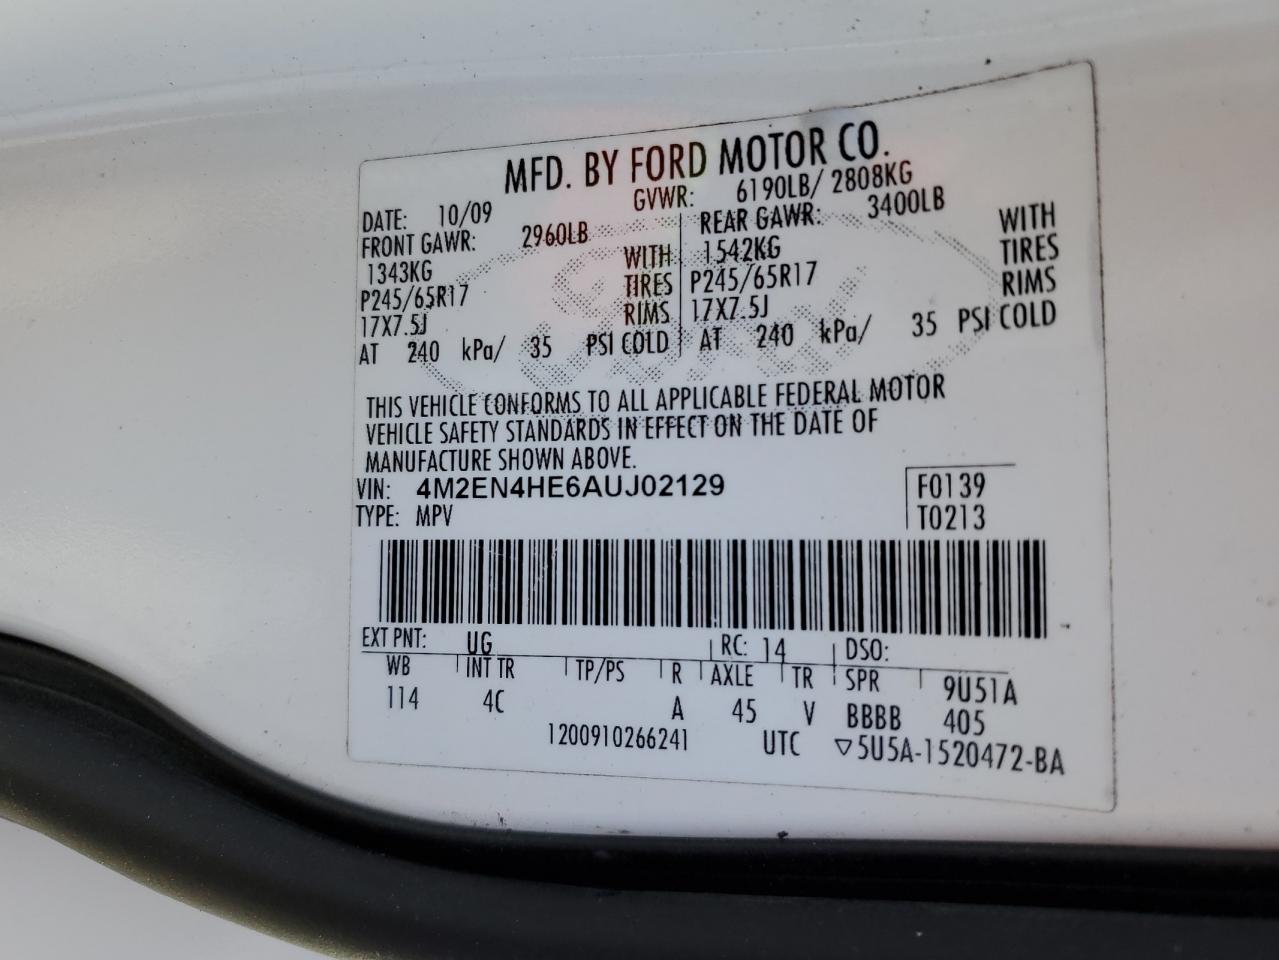 MFD. BY FORD MOTOR CO.
DATE: 10/09 GVWR: 6190LB/ 2808KG
FRONT GAWR: 2960LB REAR GAWR: 3400LB
1343KG WITH 1542KG WITH
P245/65R17 TIRES P245/65R17 TIRES
17X7.5J RIMS 17X7.5J RIMS
AT 240 kPa/ 35 PSI COLD AT 240 kPa/ 35 PSI COLD
THIS VEHICLE CONFORMS TO ALL APPLICABLE FEDERAL MOTOR
VEHICLE SAFETY STANDARDS IN EFFECT ON THE DATE OF
MANUFACTURE SHOWN ABOVE.
VIN: 4M2EN4HE6AUJ02129 F0139
TYPE: MPV T0213
EXT PNT: UG RC: 14 DSO:
WB INT TR TP/PS R AXLE TR SPR 9U51A
114 4C A 45 V BBBB 405
1200910266241 UTC ▽5U5A-1520472-BA